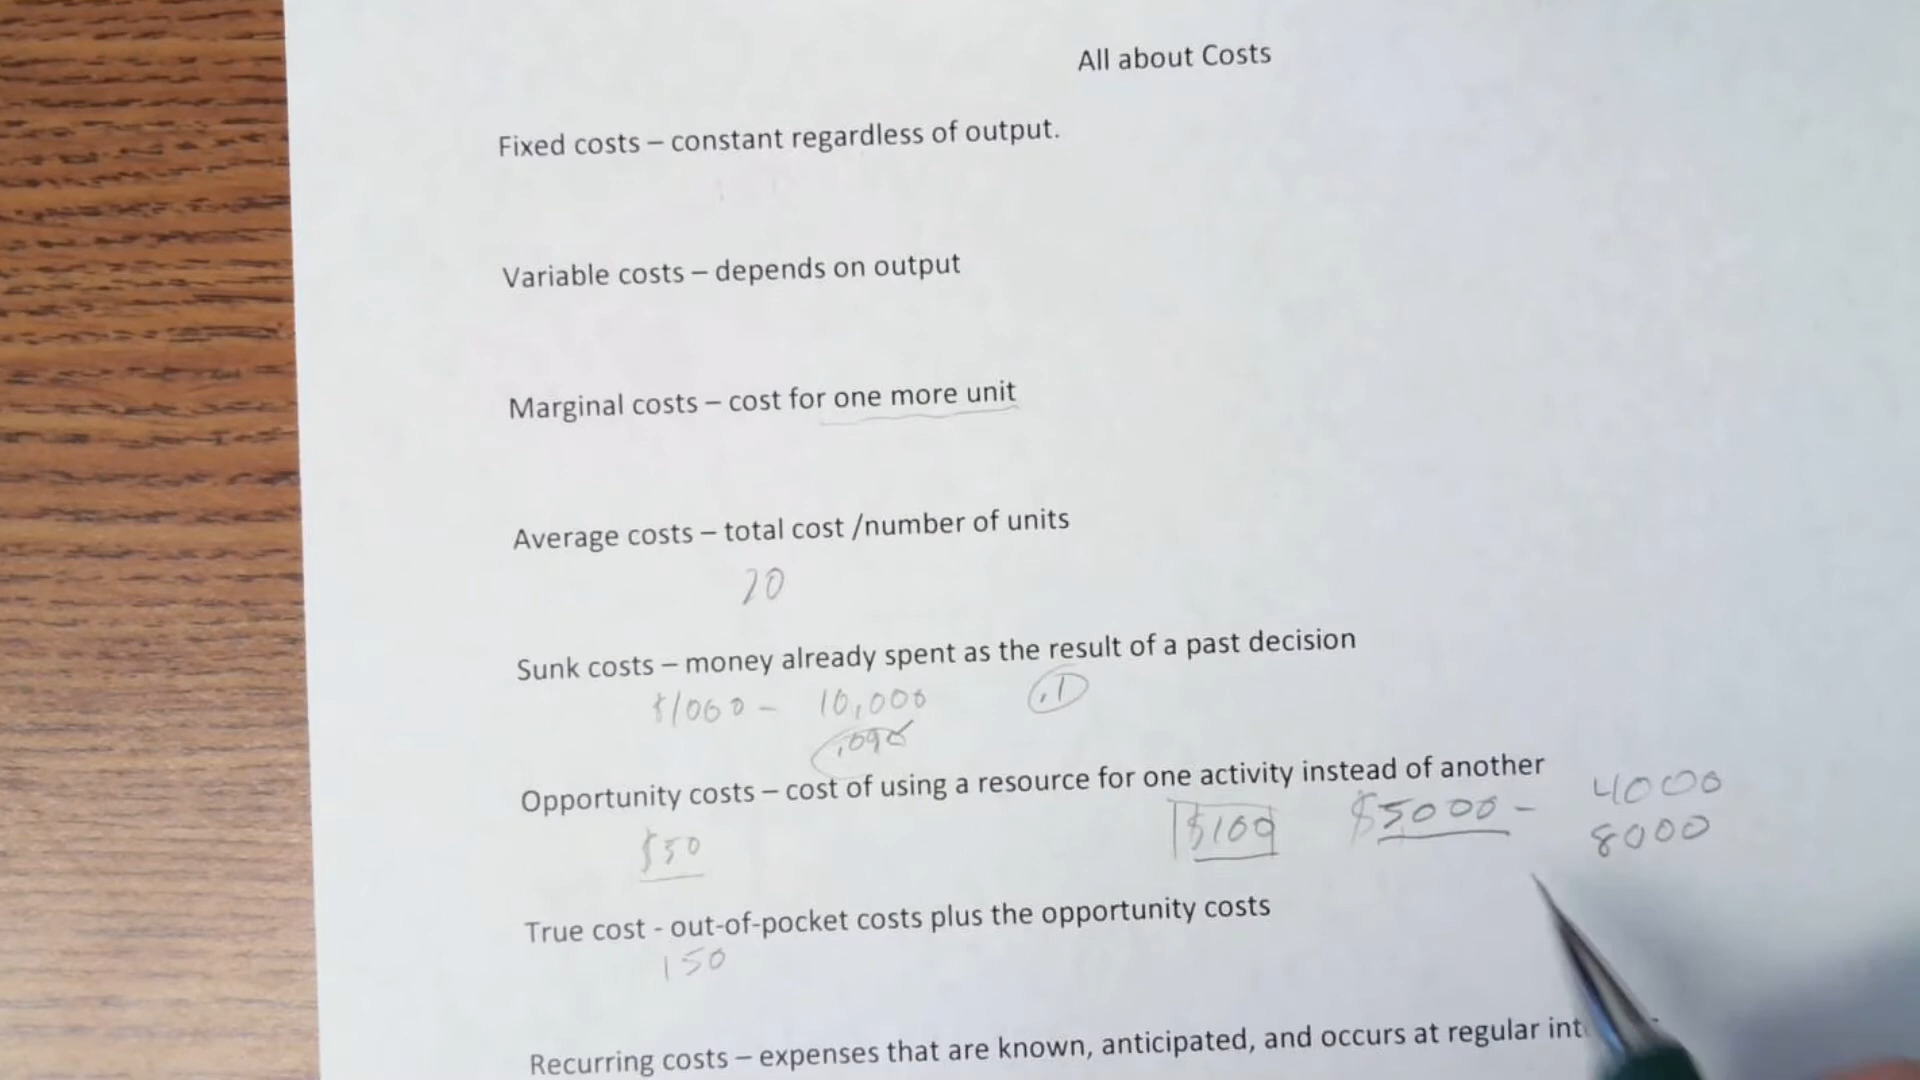 All about Costs
Fixed costs – constant regardless of output.
Variable costs – depends on output
Marginal costs – cost for one more unit
Average costs – total cost /number of units
20
Sunk costs – money already spent as the result of a past decision
$1000 – 10,000 .1
Opportunity costs – cost of using a resource for one activity instead of another
$50 $100 $5000 – 4000
8000
True cost - out-of-pocket costs plus the opportunity costs
150
Recurring costs – expenses that are known, anticipated, and occurs at regular